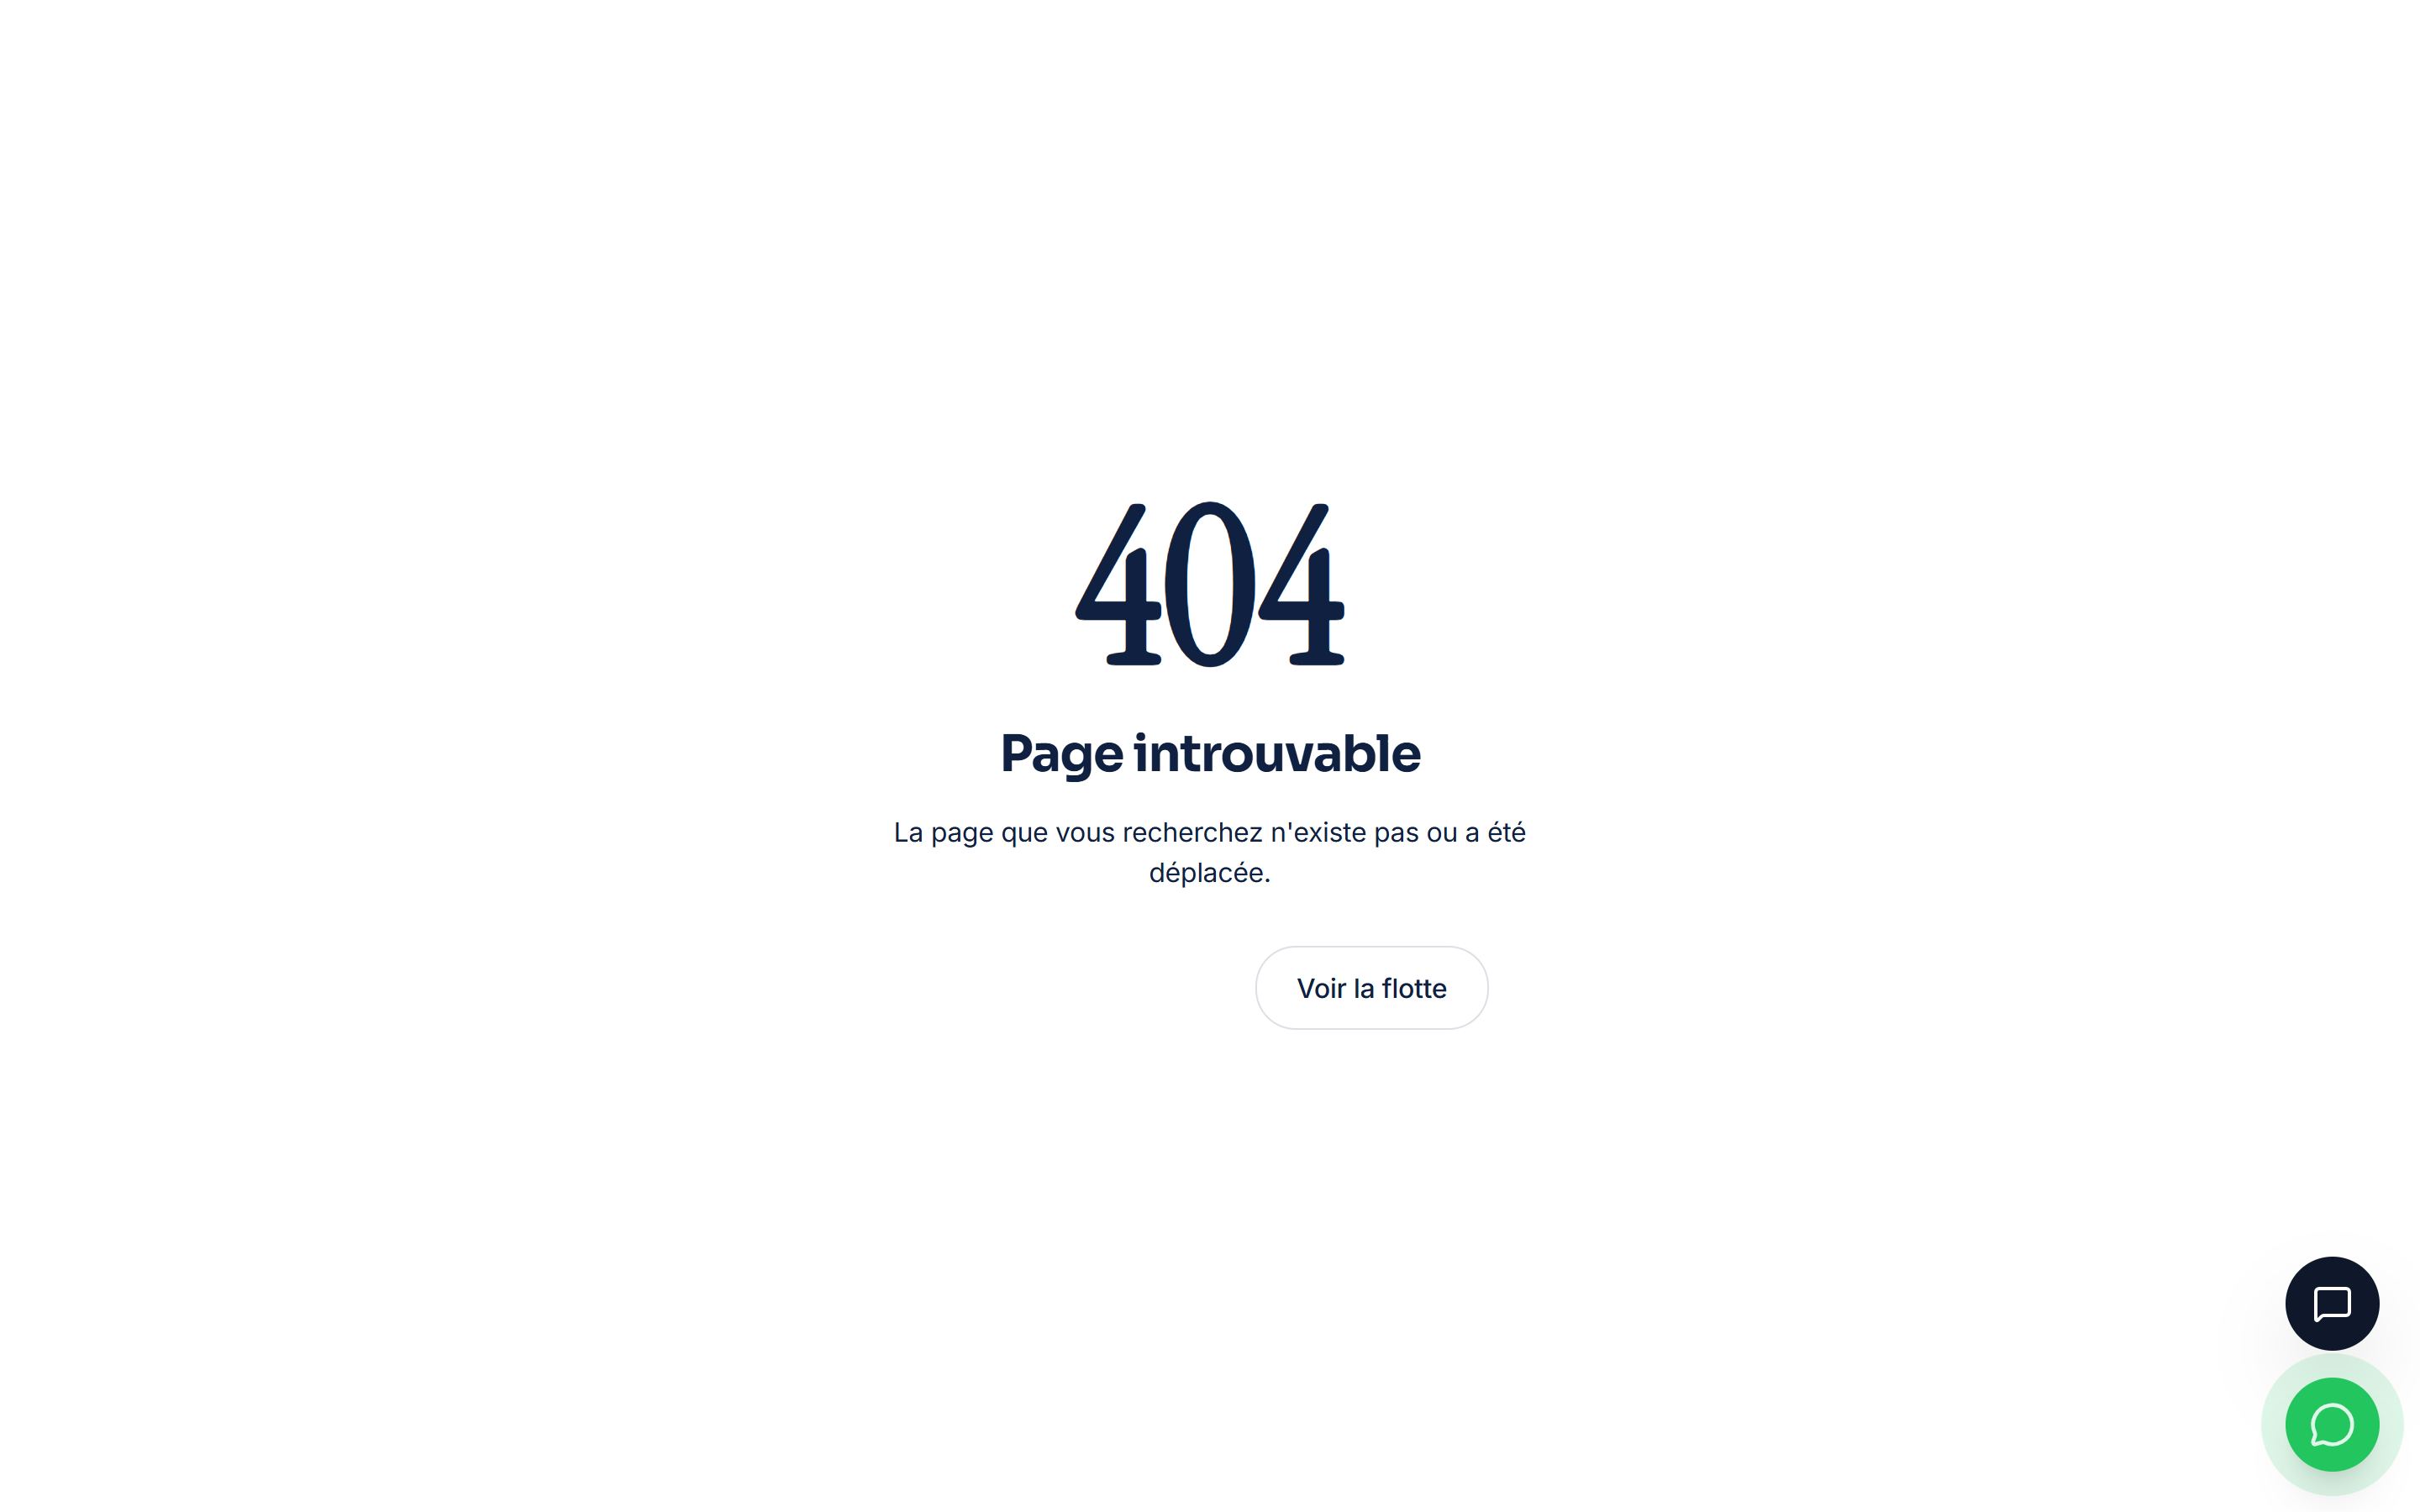 404
Page introuvable
La page que vous recherchez n'existe pas ou a été
déplacée.
Voir la flotte